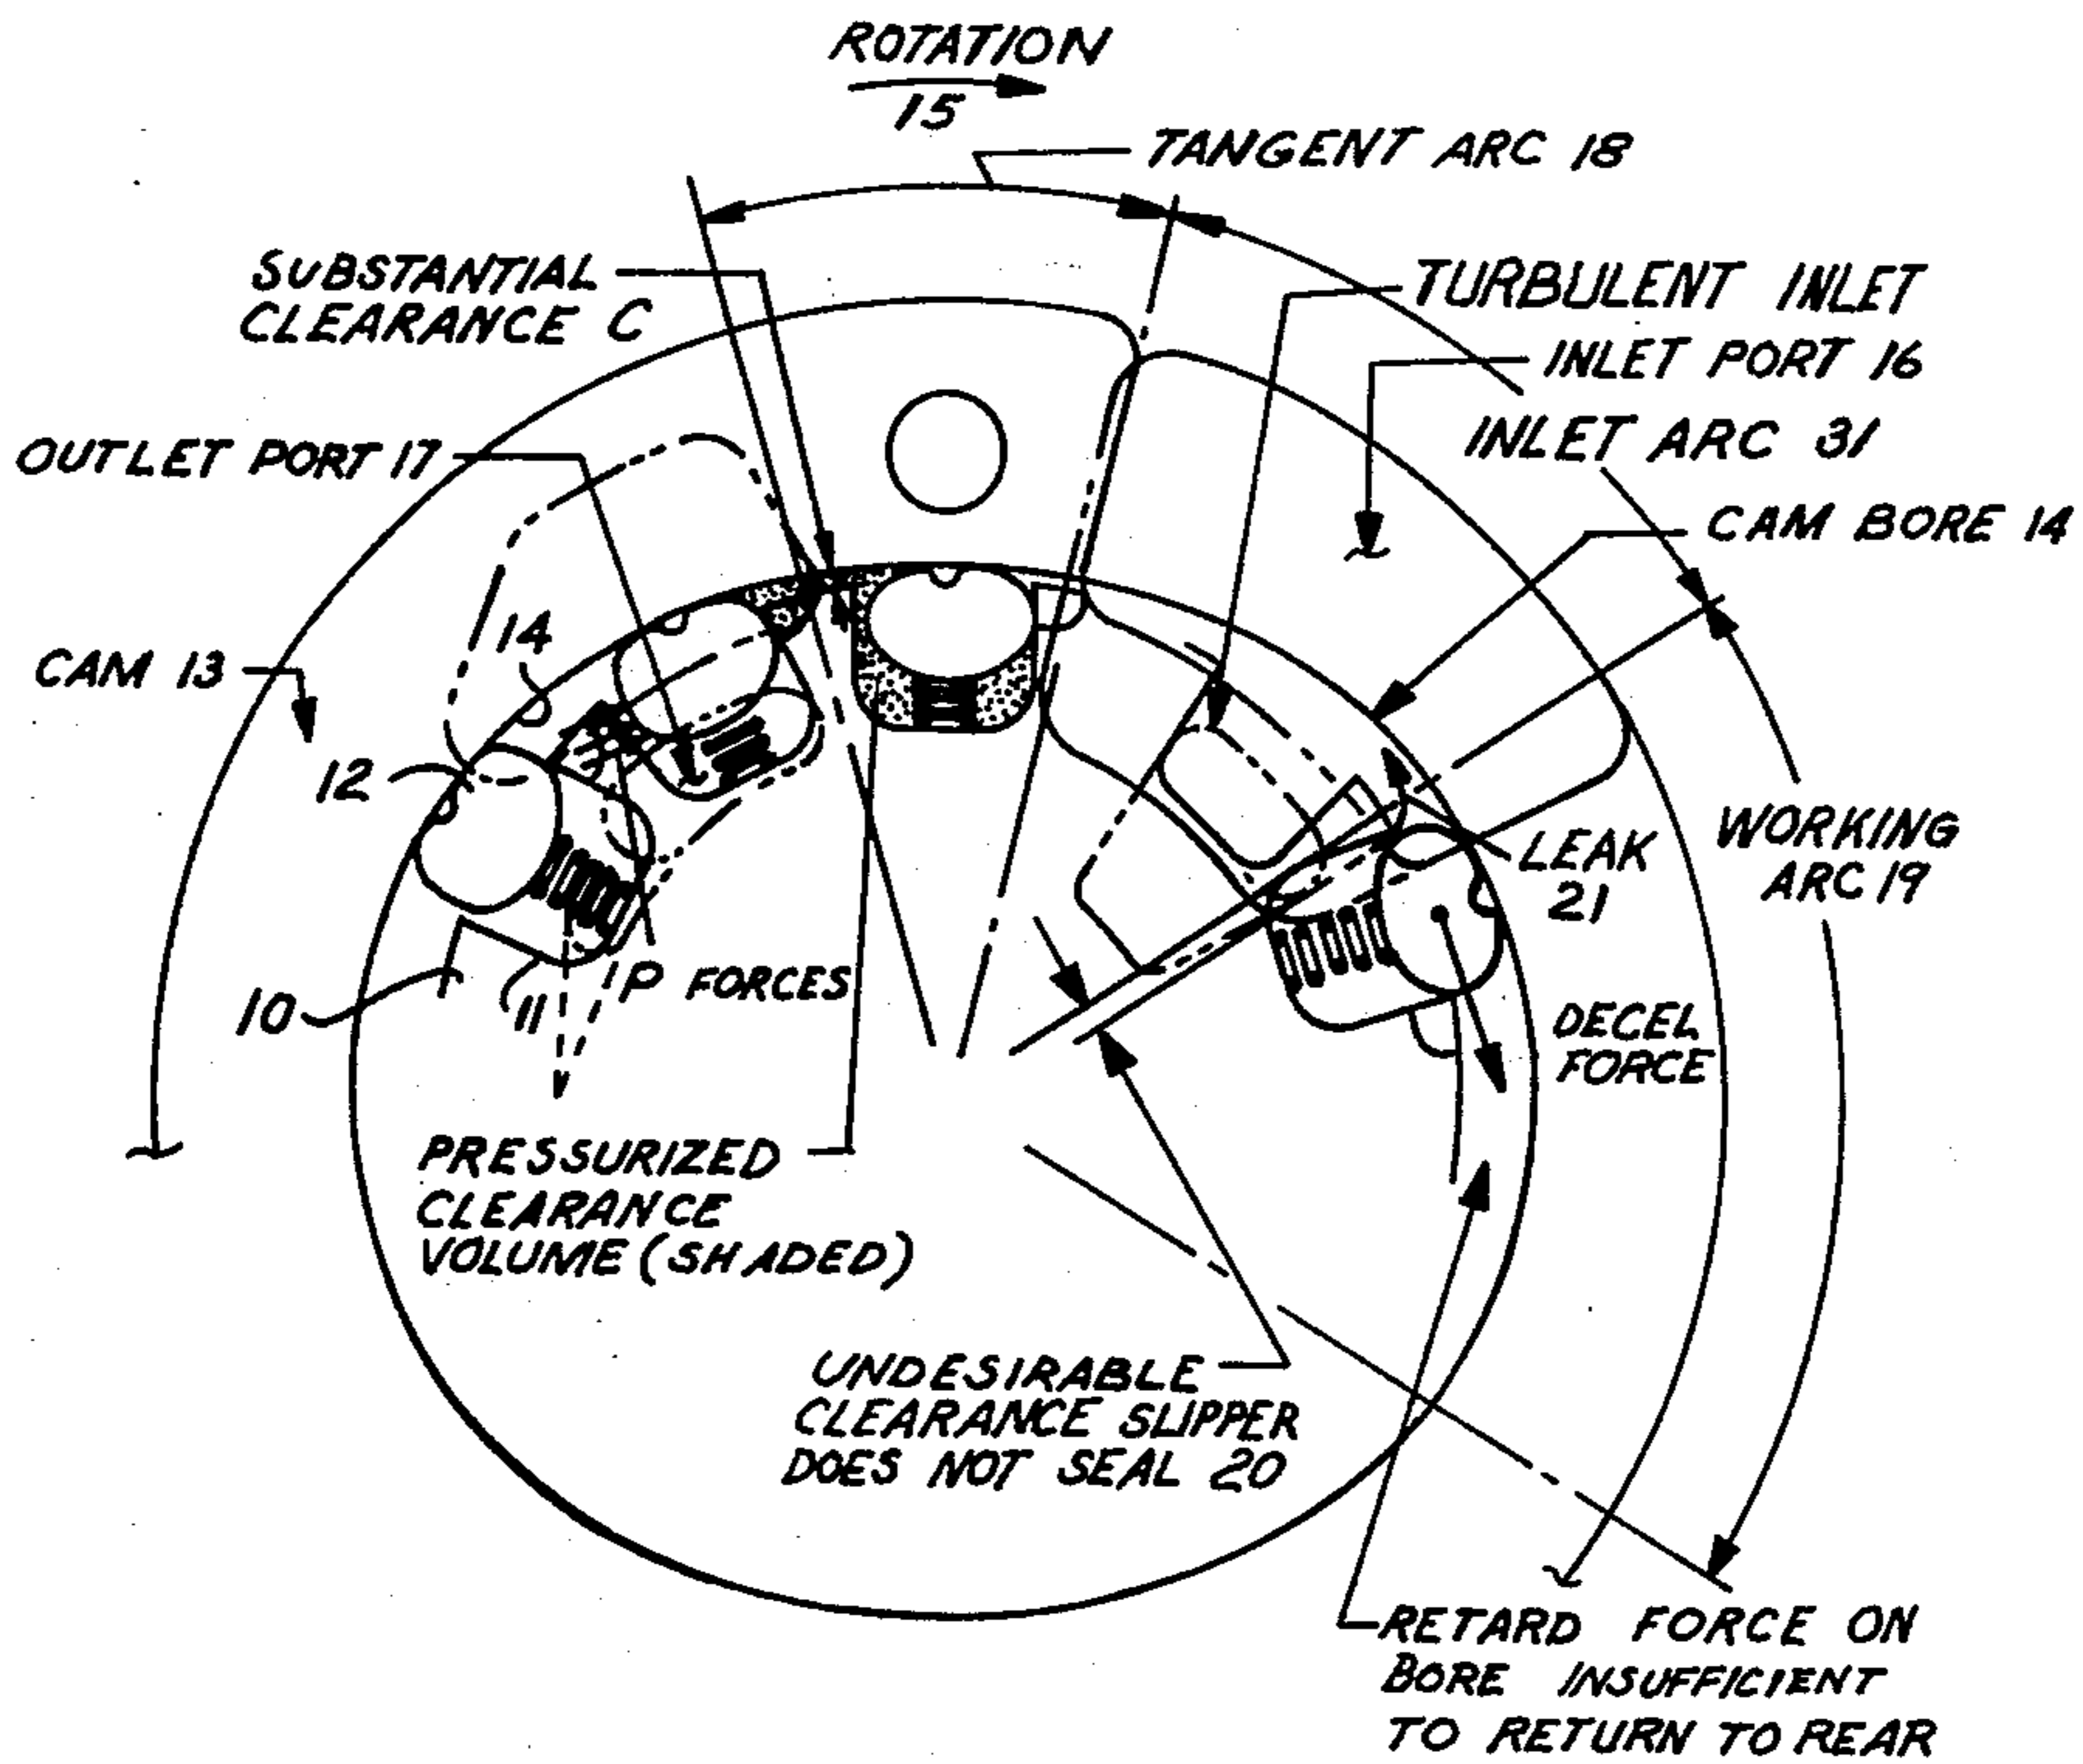 ROTATION
15
TANGENT ARC 18
SUBSTANTIAL
CLEARANCE C
TURBULENT INLET
INLET PORT 16
INLET ARC 31
OUTLET PORT 17
CAM BORE 14
14
CAM 13
12
WORKING
ARC 19
LEAK
21
10
11
P FORCES
DECEL
FORCE
PRESSURIZED
CLEARANCE
VOLUME (SHADED)
UNDESIRABLE
CLEARANCE SLIPPER
DOES NOT SEAL 20
RETARD FORCE ON
BORE INSUFFICIENT
TO RETURN TO REAR